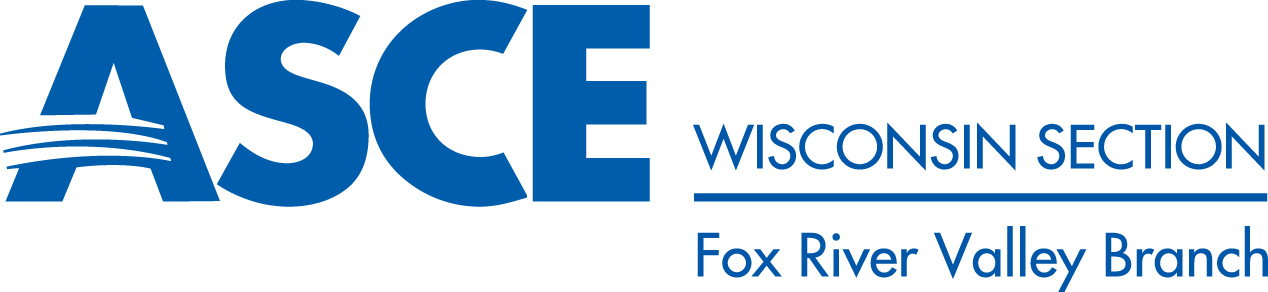 ASCE
WISCONSIN SECTION
Fox River Valley Branch